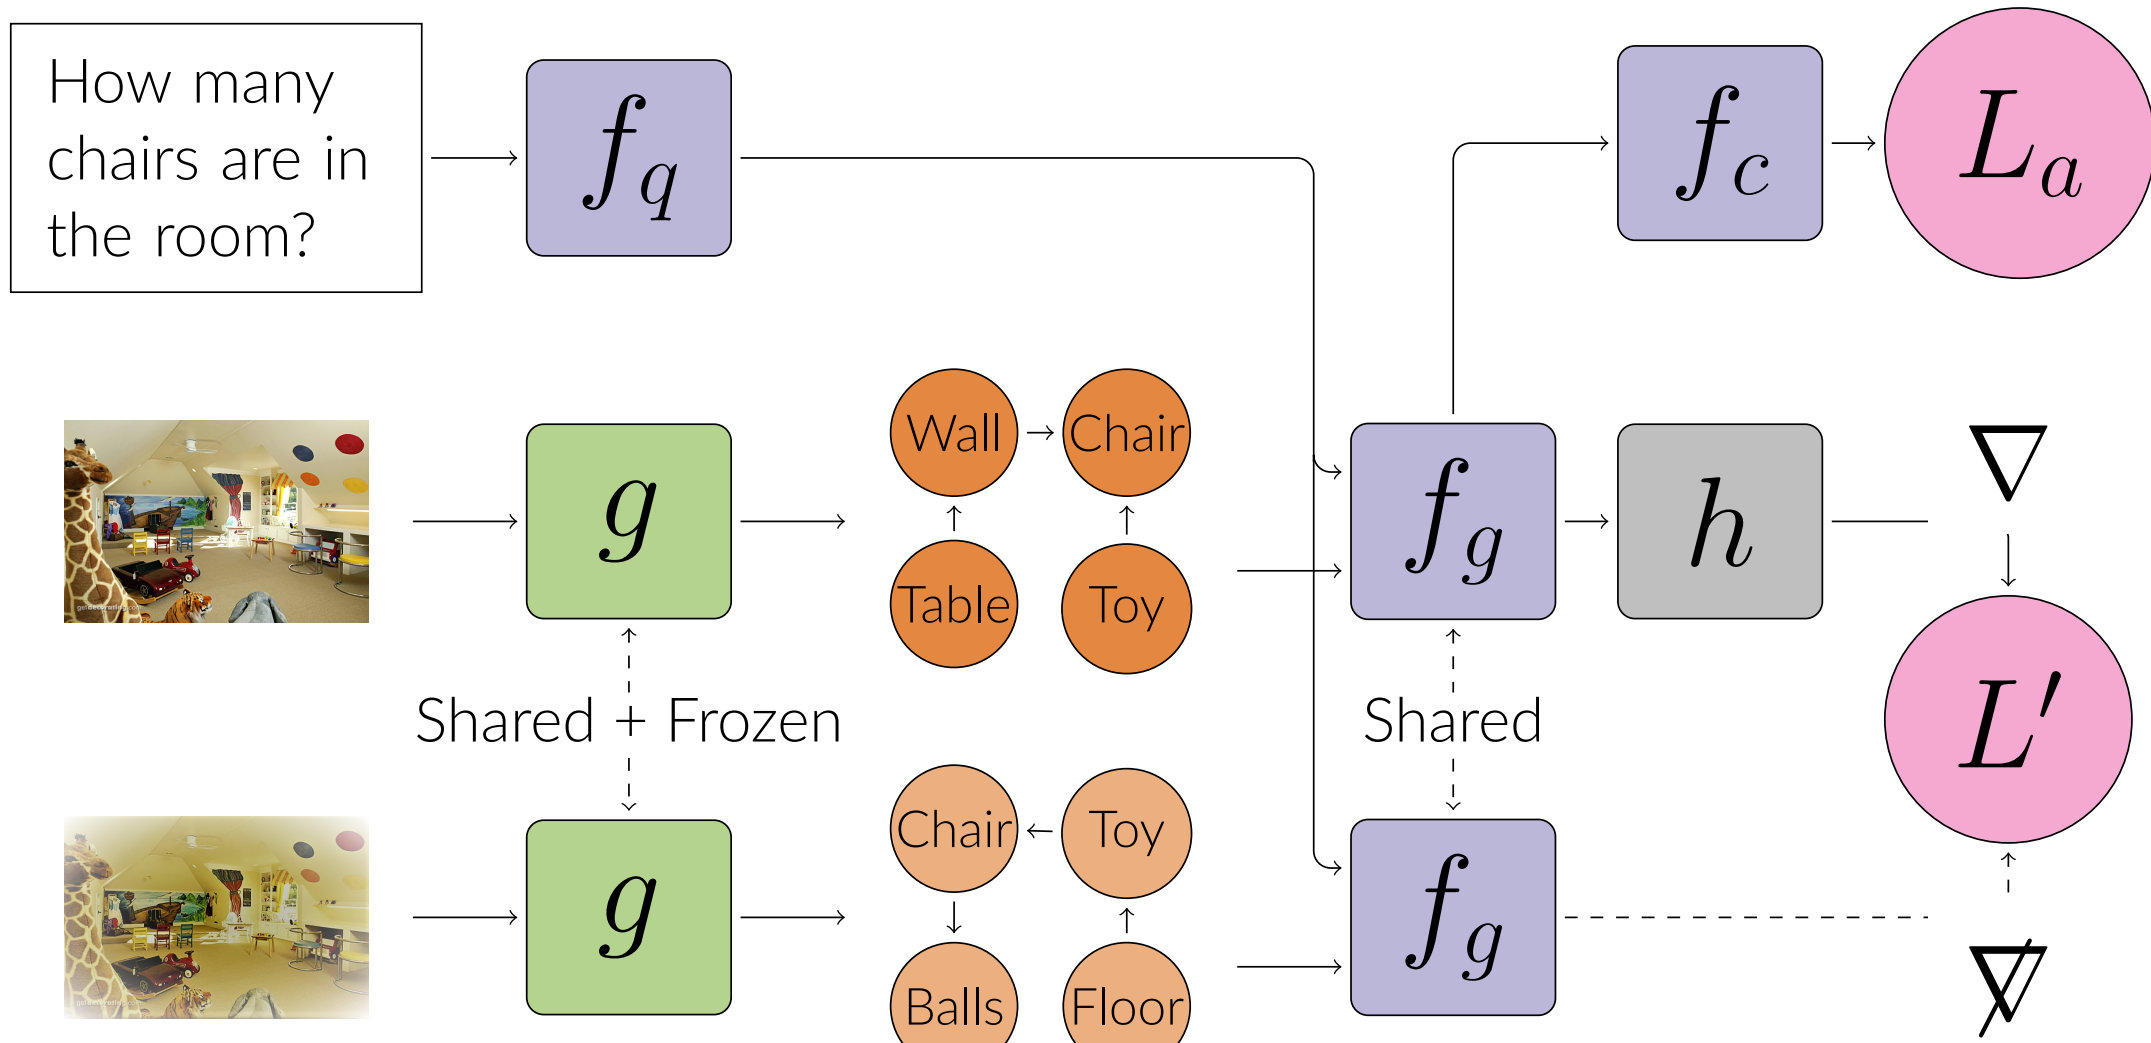 How many
chairs are in
the room?
f_q
f_c
L_a
Wall
Chair
g
f_g
h
∇
Table
Toy
Shared + Frozen
Shared
L′
Chair
Toy
g
f_g
Balls
Floor
∇